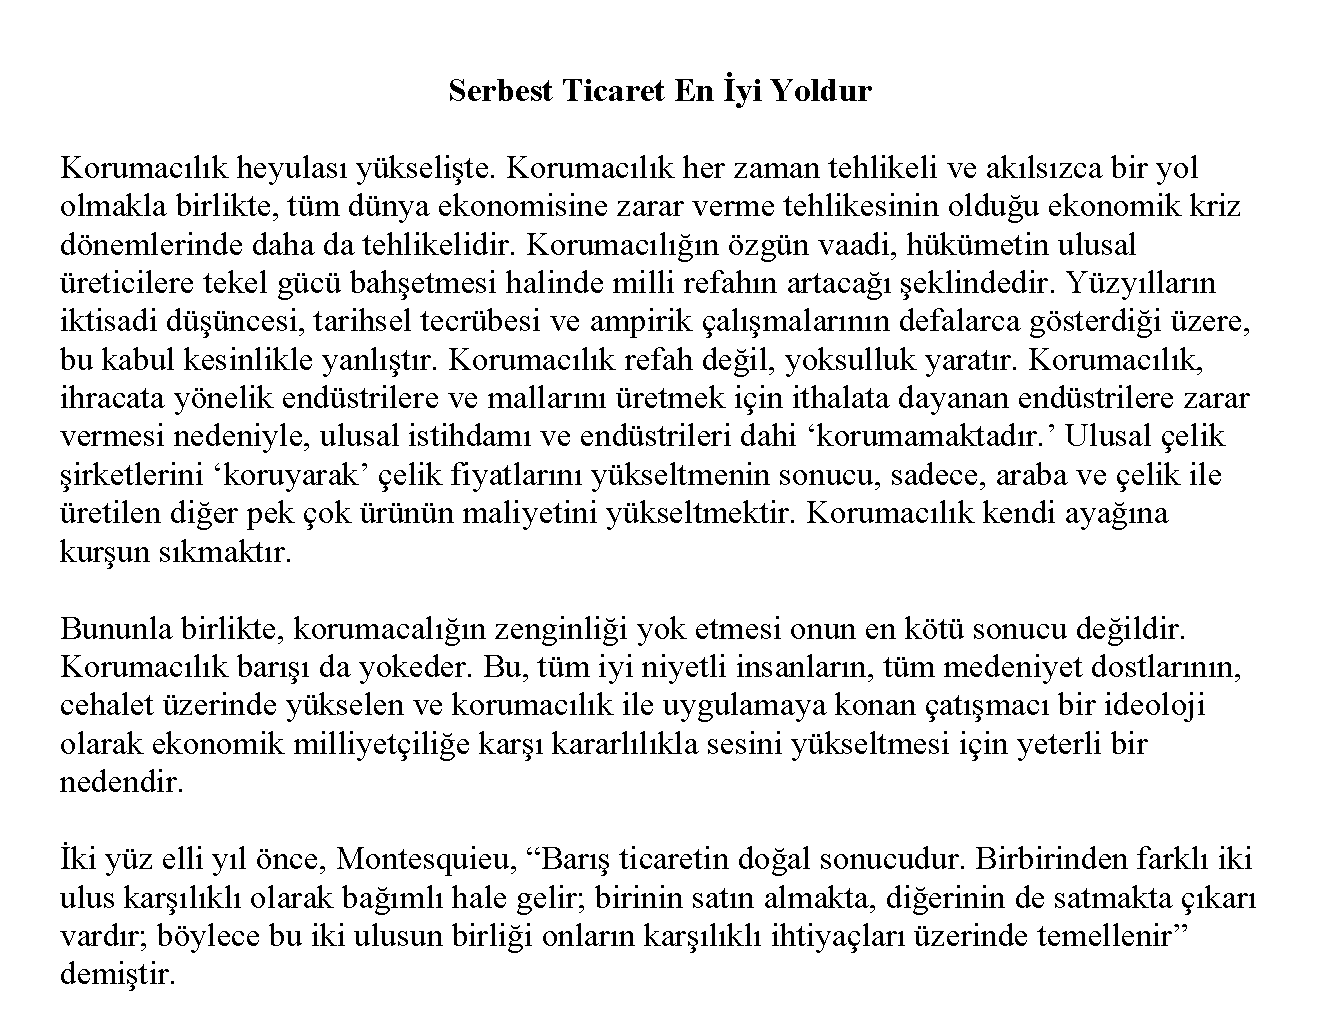 Serbest Ticaret En İyi Yoldur
Korumacılık heyulası yükselişte. Korumacılık her zaman tehlikeli ve akılsızca bir yol
olmakla birlikte, tüm dünya ekonomisine zarar verme tehlikesinin olduğu ekonomik kriz
dönemlerinde daha da tehlikelidir. Korumacılığın özgün vaadi, hükümetin ulusal
üreticilere tekel gücü bahşetmesi halinde milli refahın artacağı şeklindedir. Yüzyılların
iktisadi düşüncesi, tarihsel tecrübesi ve ampirik çalışmalarının defalarca gösterdiği üzere,
bu kabul kesinlikle yanlıştır. Korumacılık refah değil, yoksulluk yaratır. Korumacılık,
ihracata yönelik endüstrilere ve mallarını üretmek için ithalata dayanan endüstrilere zarar
vermesi nedeniyle, ulusal istihdamı ve endüstrileri dahi ‘korumamaktadır.’ Ulusal çelik
şirketlerini ‘koruyarak’ çelik fiyatlarını yükseltmenin sonucu, sadece, araba ve çelik ile
üretilen diğer pek çok ürünün maliyetini yükseltmektir. Korumacılık kendi ayağına
kurşun sıkmaktır.
Bununla birlikte, korumacalığın zenginliği yok etmesi onun en kötü sonucu değildir.
Korumacılık barışı da yokeder. Bu, tüm iyi niyetli insanların, tüm medeniyet dostlarının,
cehalet üzerinde yükselen ve korumacılık ile uygulamaya konan çatışmacı bir ideoloji
olarak ekonomik milliyetçiliğe karşı kararlılıkla sesini yükseltmesi için yeterli bir
nedendir.
İki yüz elli yıl önce, Montesquieu, “Barış ticaretin doğal sonucudur. Birbirinden farklı iki
ulus karşılıklı olarak bağımlı hale gelir; birinin satın almakta, diğerinin de satmakta çıkarı
vardır; böylece bu iki ulusun birliği onların karşılıklı ihtiyaçları üzerinde temellenir”
demiştir.